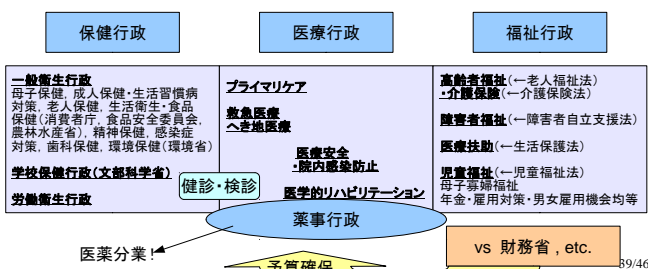 保健行政
医療行政
福祉行政
一般衛生行政
母子保健, 成人保健・生活習慣病
対策, 老人保健, 生活衛生・食品
保健(消費者庁, 食品安全委員会,
農林水産省), 精神保健, 感染症
対策, 歯科保健, 環境保健(環境省)
学校保健行政(文部科学省)
労働衛生行政
健診・検診
プライマリケア
救急医療
へき地医療
医療安全
・院内感染防止
医学的リハビリテーション
高齢者福祉(←老人福祉法)
・介護保険(←介護保険法)
障害者福祉(←障害者自立支援法)
医療扶助(←生活保護法)
児童福祉(←児童福祉法)
母子寡婦福祉
年金・雇用対策・男女雇用機会均等
薬事行政
医薬分業!
予算確保
vs 財務省 , etc.
39/46